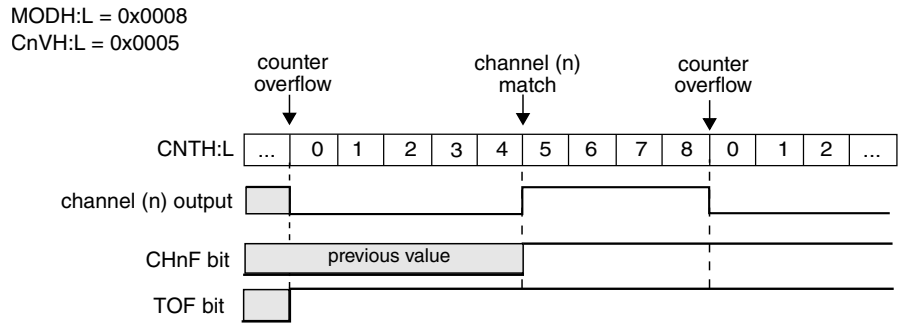 MODH:L = 0x0008
CnVH:L = 0x0005
counter
overflow
channel (n)
match
counter
overflow
CNTH:L ... 0 1 2 3 4 5 6 7 8 0 1 2 ...
channel (n) output
CHnF bit previous value
TOF bit